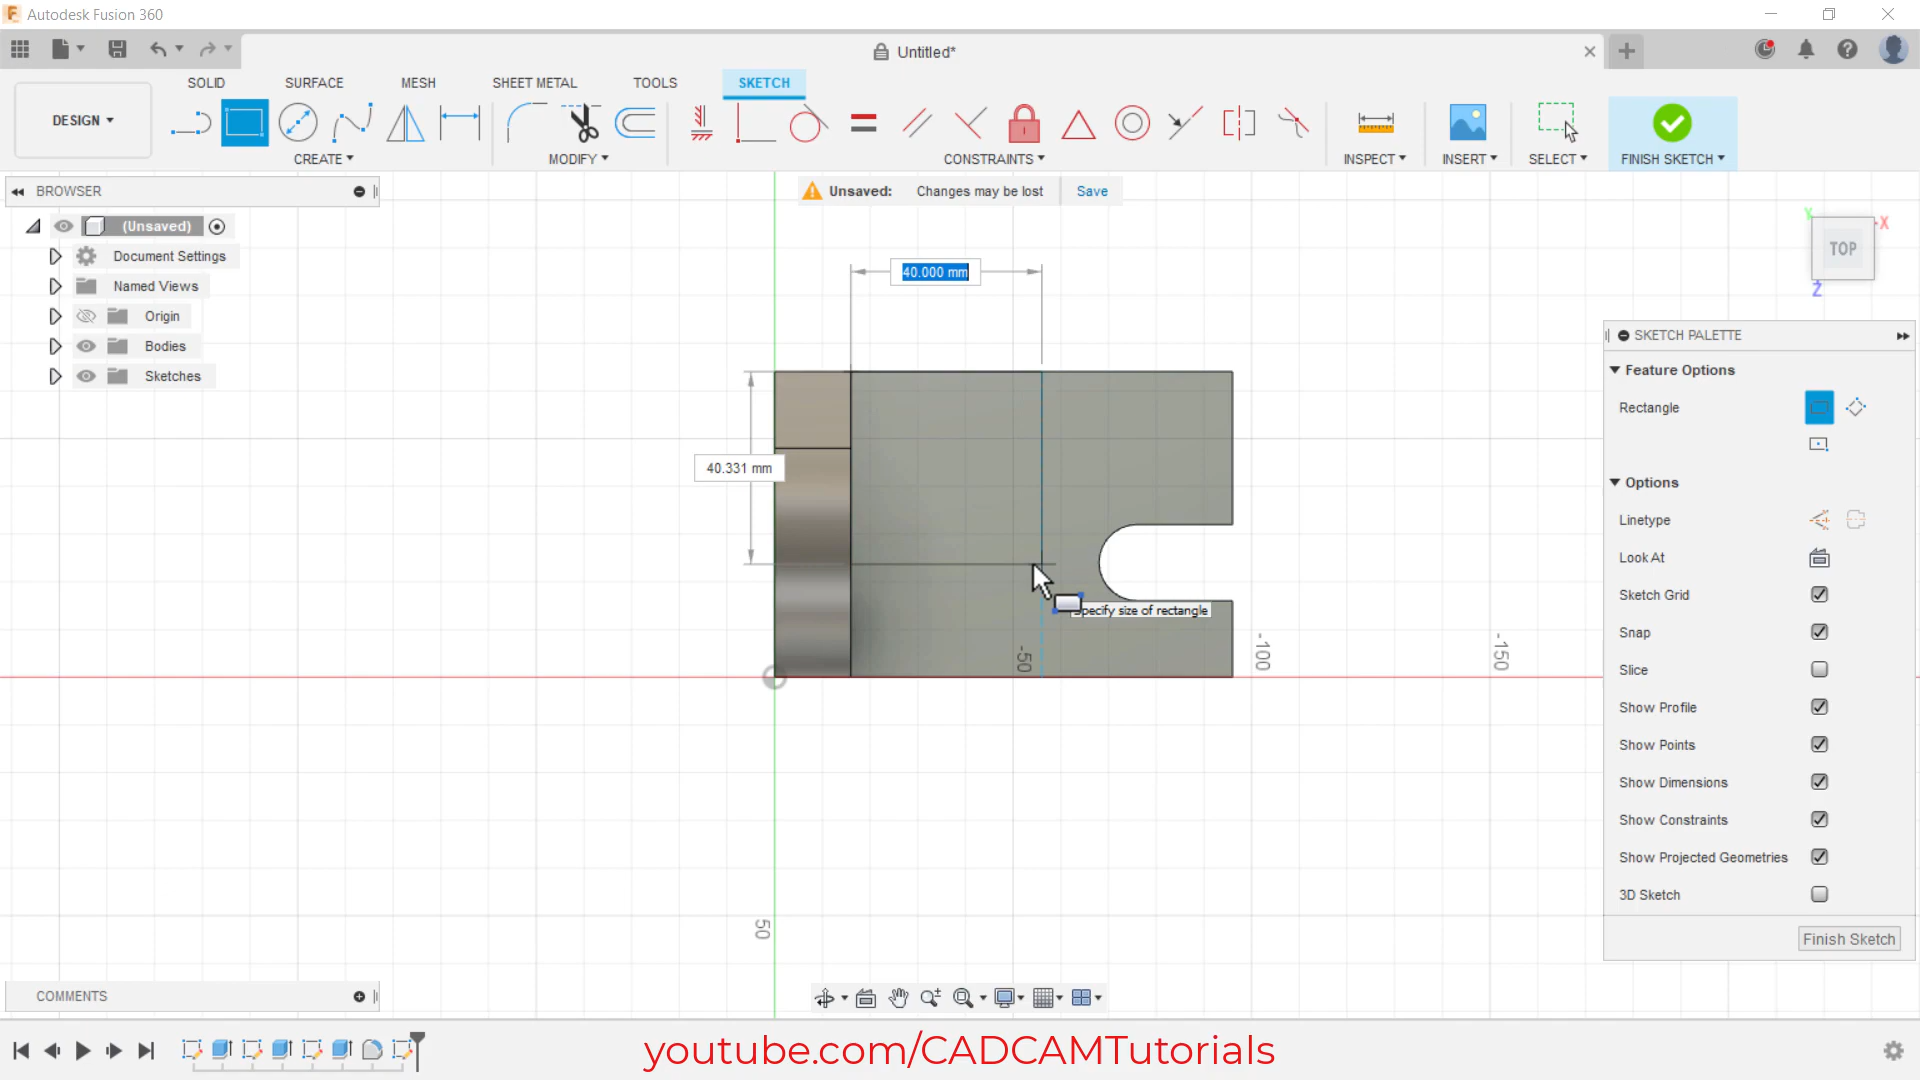 Autodesk Fusion 360
Untitled*
SOLID SURFACE MESH SHEET METAL TOOLS SKETCH
DESIGN
CREATE MODIFY CONSTRAINTS INSPECT INSERT SELECT FINISH SKETCH
BROWSER
Unsaved: Changes may be lost Save
(Unsaved)
Document Settings
Named Views
Origin
Bodies
Sketches
40.000 mm
40.331 mm
Specify size of rectangle
-50
-100
-150
50
Y
X
TOP
Z
SKETCH PALETTE
Feature Options
Rectangle
Options
Linetype
Look At
Sketch Grid
Snap
Slice
Show Profile
Show Points
Show Dimensions
Show Constraints
Show Projected Geometries
3D Sketch
Finish Sketch
COMMENTS
youtube.com/CADCAMTutorials